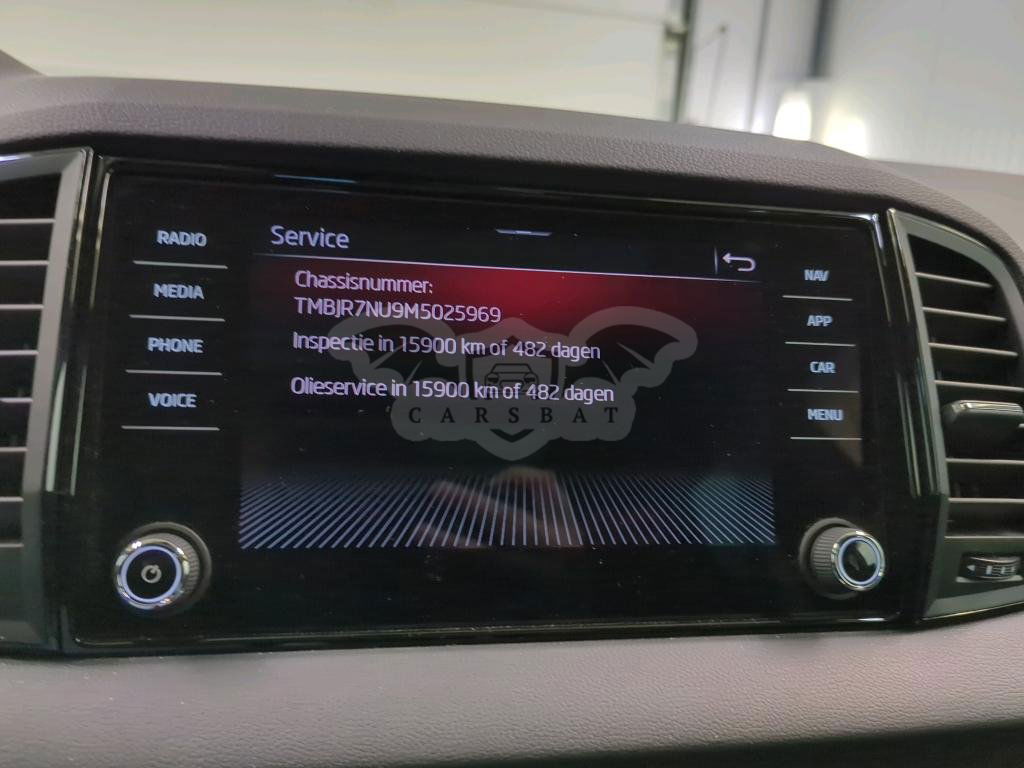 RADIO
MEDIA
PHONE
VOICE
Service
Chassisnummer:
TMBJR7NU9M5025969
Inspectie in 15900 km of 482 dagen
Olieservice in 15900 km of 482 dagen
CARSBAT
NAV
APP
CAR
MENU